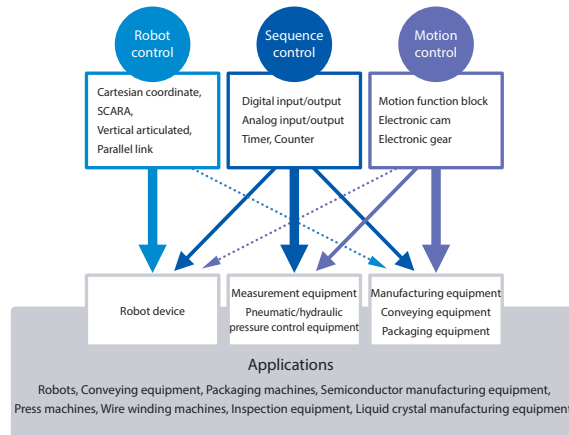 Robot
control
Sequence
control
Motion
control
Cartesian coordinate,
SCARA,
Vertical articulated,
Parallel link
Digital input/output
Analog input/output
Timer, Counter
Motion function block
Electronic cam
Electronic gear
Robot device
Measurement equipment
Pneumatic/hydraulic
pressure control equipment
Manufacturing equipment
Conveying equipment
Packaging equipment
Applications
Robots, Conveying equipment, Packaging machines, Semiconductor manufacturing equipment,
Press machines, Wire winding machines, Inspection equipment, Liquid crystal manufacturing equipment